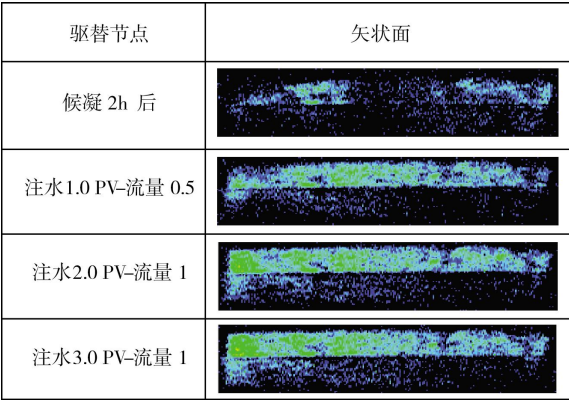 驱替节点 矢状面
候凝 2h 后
注水1.0 PV–流量 0.5
注水2.0 PV–流量 1
注水3.0 PV–流量 1